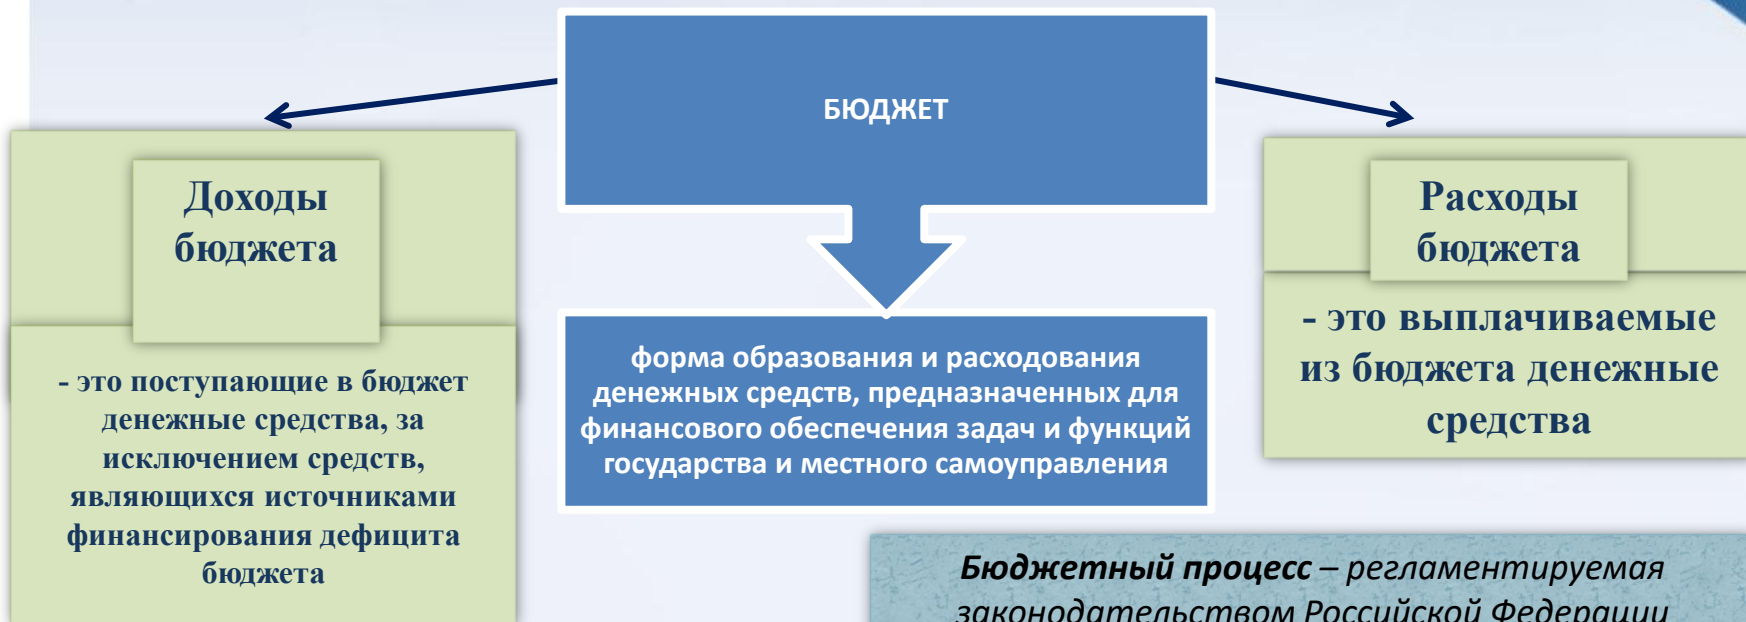 БЮДЖЕТ
Доходы
бюджета
- это поступающие в бюджет
денежные средства, за
исключением средств,
являющихся источниками
финансирования дефицита
бюджета
форма образования и расходования
денежных средств, предназначенных для
финансового обеспечения задач и функций
государства и местного самоуправления
Расходы
бюджета
- это выплачиваемые
из бюджета денежные
средства
Бюджетный процесс – регламентируемая
законодательством Российской Федерации